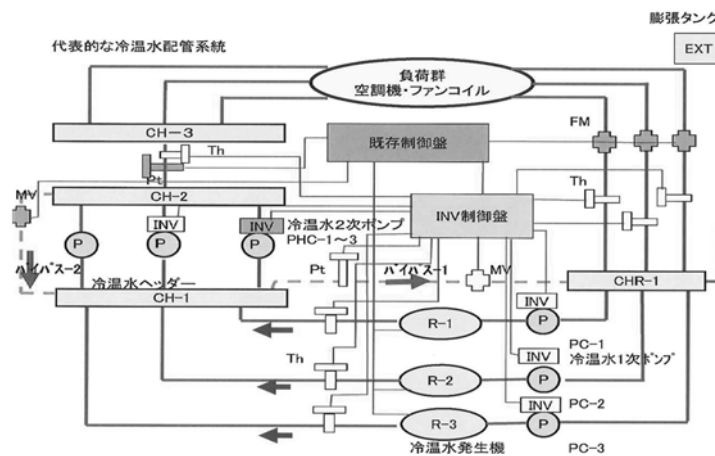 膨張タンク
EXT
代表的な冷温水配管系統
負荷群
空調機・ファンコイル
CH-3
Th
Pt
既存制御盤
FM
Th
MV
CH-2
INV
INV
冷温水2次ポンプ
PHC-1～3
INV制御盤
P
P
P
バイパス-2
冷温水ヘッダー
CH-1
Pt
バイパス-1
MV
CHR-1
INV
R-1
P
PC-1
冷温水1次ポンプ
Th
INV
R-2
P
INV
PC-2
R-3
P
冷温水発生機
PC-3